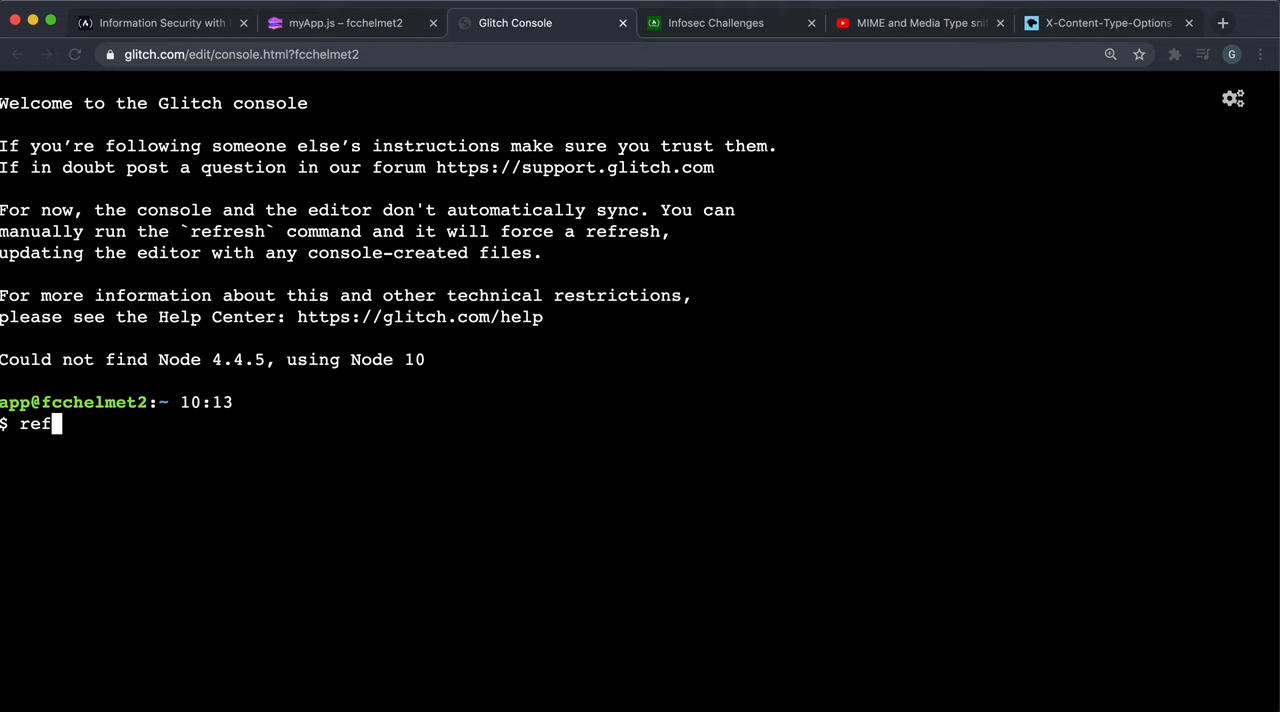 Information Security with
myApp.js – fcchelmet2
Glitch Console
Infosec Challenges
MIME and Media Type sni
X-Content-Type-Options
glitch.com/edit/console.html?fcchelmet2
G
Welcome to the Glitch console
If you’re following someone else’s instructions make sure you trust them.
If in doubt post a question in our forum https://support.glitch.com
For now, the console and the editor don't automatically sync. You can
manually run the `refresh` command and it will force a refresh,
updating the editor with any console-created files.
For more information about this and other technical restrictions,
please see the Help Center: https://glitch.com/help
Could not find Node 4.4.5, using Node 10
app@fcchelmet2:~ 10:13
$ ref